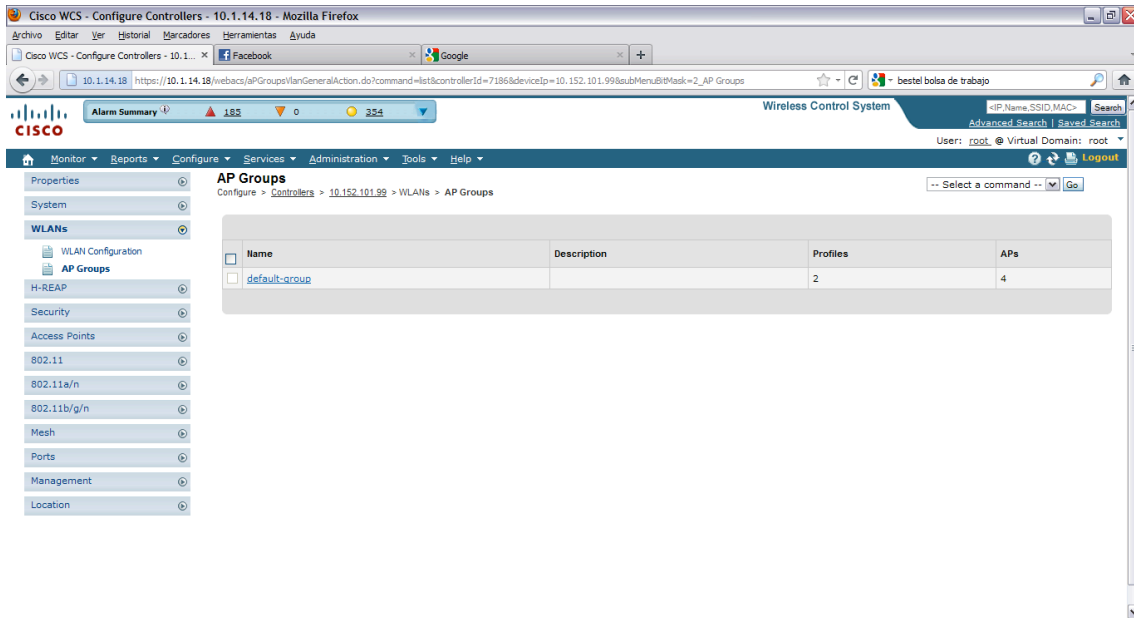 Cisco WCS - Configure Controllers - 10.1.14.18 - Mozilla Firefox
Archivo Editar Ver Historial Marcadores Herramientas Ayuda
Cisco WCS - Configure Controllers - 10.1... × Facebook × Google × +
10.1.14.18 https://10.1.14.18/webacs/aPGroupsVlanGeneralAction.do?command=list&controllerId=7186&deviceIp=10.152.101.99&subMenuBitMask=2_AP Groups bestel bolsa de trabajo
CISCO Alarm Summary 185 0 354 Wireless Control System <IP,Name,SSID,MAC> Search
Advanced Search | Saved Search
User: root @ Virtual Domain: root
Monitor Reports Configure Services Administration Tools Help Logout
AP Groups
Configure > Controllers > 10.152.101.99 > WLANs > AP Groups
-- Select a command -- Go
Properties
System
WLANs
WLAN Configuration
AP Groups
H-REAP
Security
Access Points
802.11
802.11a/n
802.11b/g/n
Mesh
Ports
Management
Location
Name Description Profiles APs
default-group 2 4